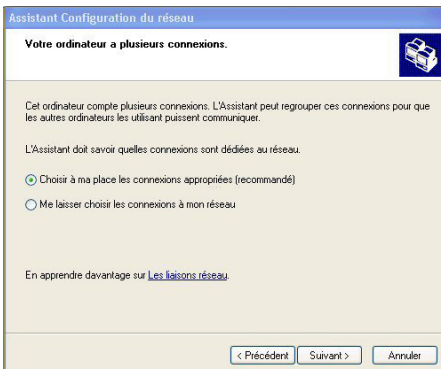 Assistant Configuration du réseau
Votre ordinateur a plusieurs connexions.
Cet ordinateur compte plusieurs connexions. L'Assistant peut regrouper ces connexions pour que
les autres ordinateurs les utilisant puissent communiquer.
L'Assistant doit savoir quelles connexions sont dédiées au réseau.
Choisir à ma place les connexions appropriées (recommandé)
Me laisser choisir les connexions à mon réseau
En apprendre davantage sur Les liaisons réseau.
< Précédent Suivant > Annuler